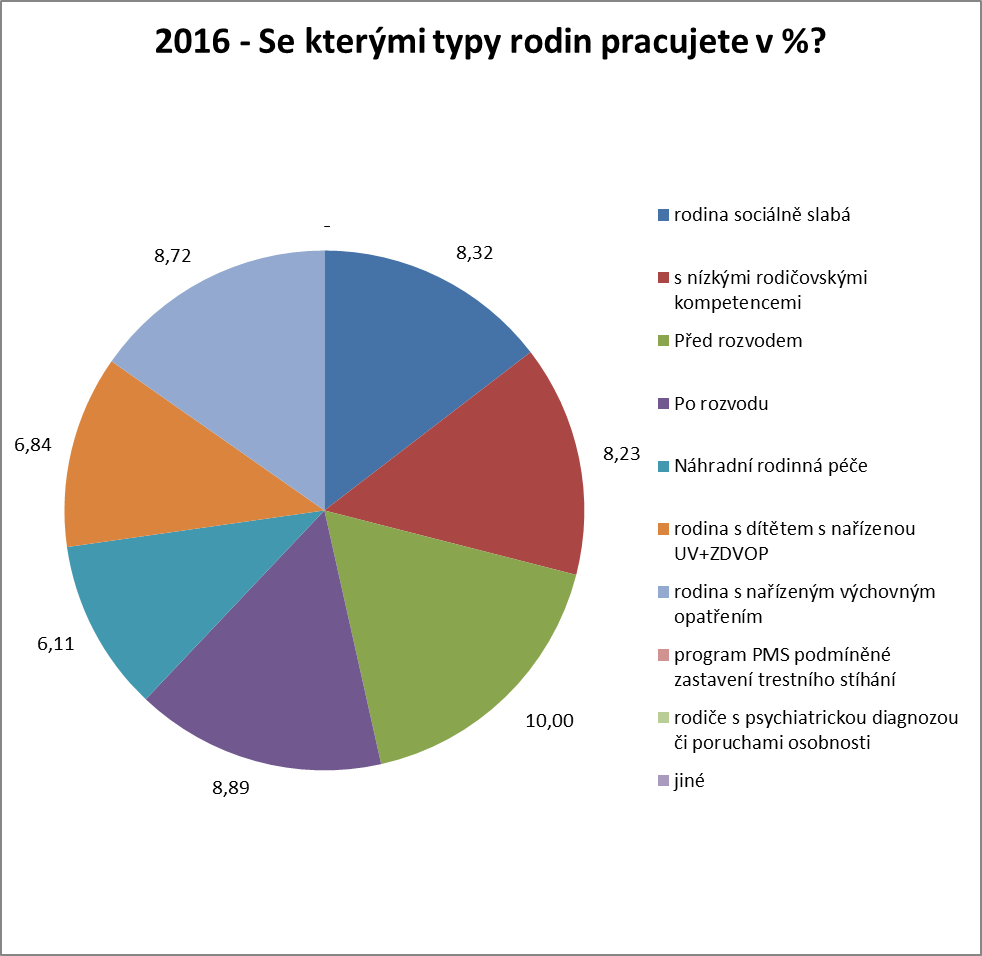 2016 - Se kterými typy rodin pracujete v %?
-
8,32
8,23
10,00
8,89
6,11
6,84
8,72
rodina sociálně slabá
s nízkými rodičovskými
kompetencemi
Před rozvodem
Po rozvodu
Náhradní rodinná péče
rodina s dítětem s nařízenou
UV+ZDVOP
rodina s nařízeným výchovným
opatřením
program PMS podmíněné
zastavení trestního stíhání
rodiče s psychiatrickou diagnozou
či poruchami osobnosti
jiné